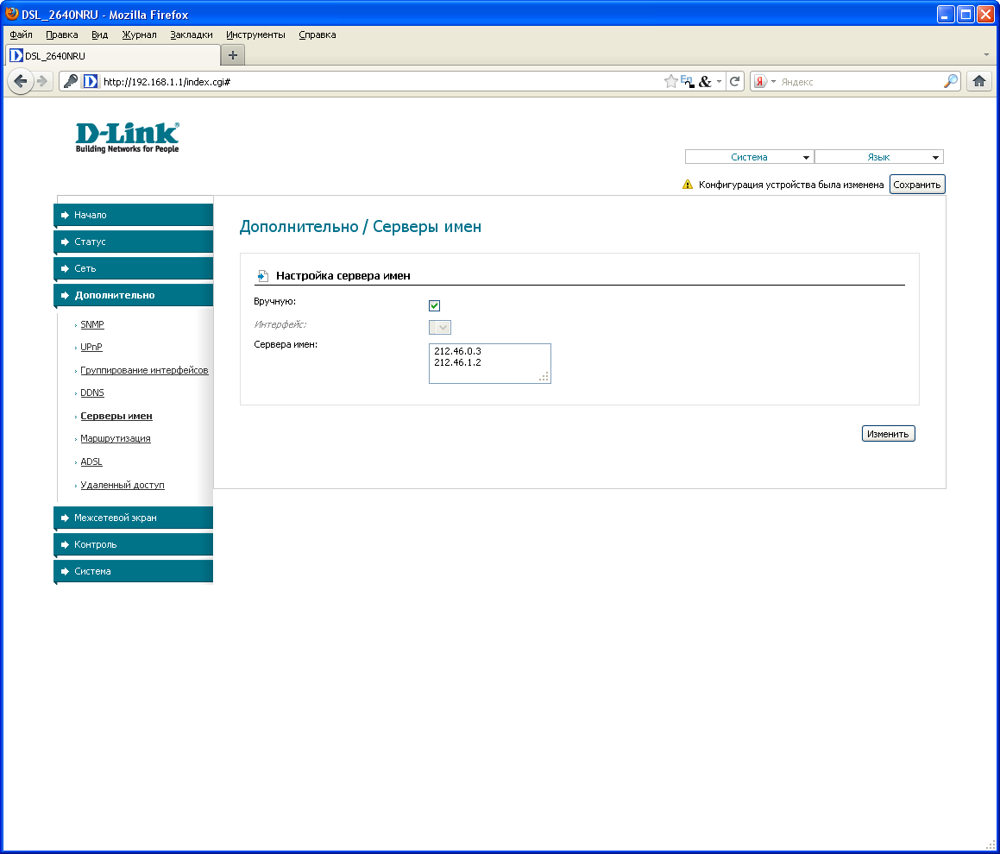 DSL_2640NRU - Mozilla Firefox
Файл Правка Вид Журнал Закладки Инструменты Справка
DSL_2640NRU
http://192.168.1.1/index.cgi#
Яндекс
D-Link®
Building Networks for People
Система Язык
Конфигурация устройства была изменена Сохранить
Начало
Статус
Сеть
Дополнительно
SNMP
UPnP
Группирование интерфейсов
DDNS
Серверы имен
Маршрутизация
ADSL
Удаленный доступ
Межсетевой экран
Контроль
Система
Дополнительно / Серверы имен
Настройка сервера имен
Вручную:
Интерфейс:
Сервера имен:
212.46.0.3
212.46.1.2
Изменить